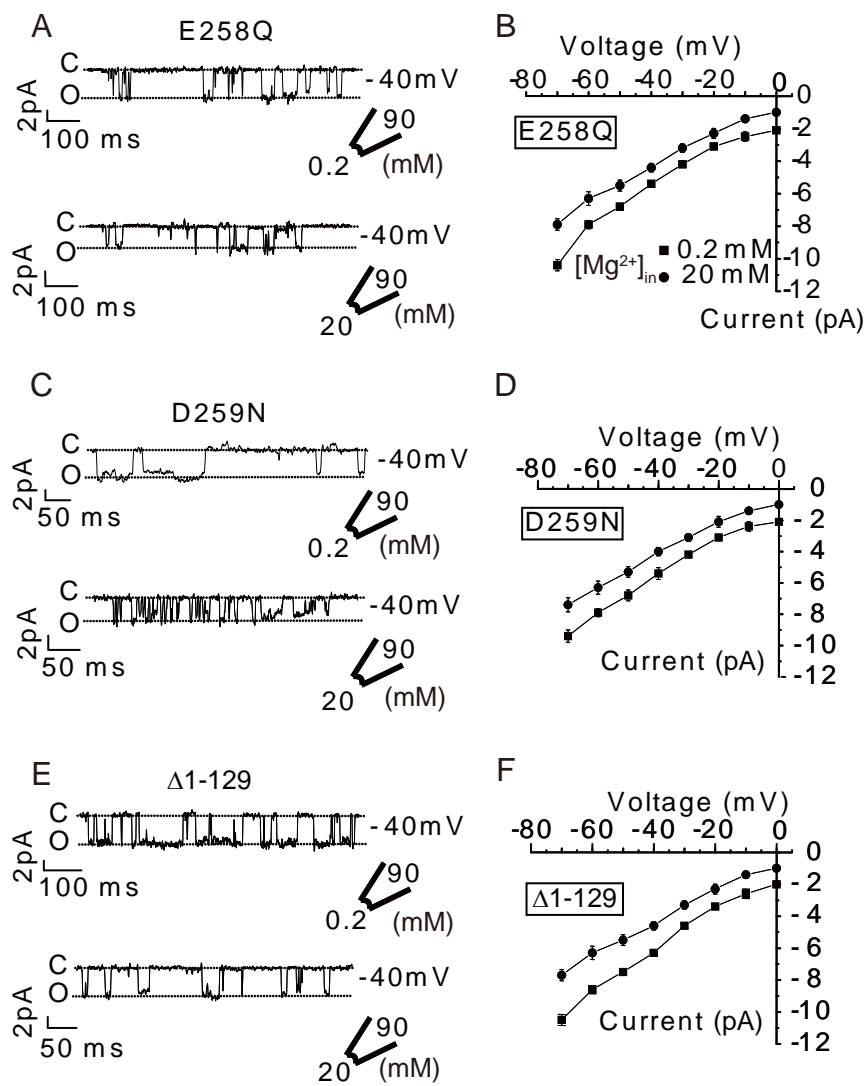 A
E258Q
C
O
-40mV
2pA
100 ms
90
0.2
(mM)
C
O
-40mV
2pA
100 ms
90
20
(mM)
B
Voltage (mV)
-80 -60 -40 -20 0
0
-2
-4
-6
-8
-10
-12
E258Q
[Mg²⁺]in
0.2 mM
20 mM
Current (pA)
C
D259N
C
O
-40mV
2pA
50 ms
90
0.2
(mM)
C
O
-40mV
2pA
50 ms
90
20
(mM)
D
Voltage (mV)
-80 -60 -40 -20 0
0
-2
-4
-6
-8
-10
-12
D259N
Current (pA)
E
Δ1-129
C
O
-40mV
2pA
100 ms
90
0.2
(mM)
C
O
-40mV
2pA
50 ms
90
20
(mM)
F
Voltage (mV)
-80 -60 -40 -20 0
0
-2
-4
-6
-8
-10
-12
Δ1-129
Current (pA)